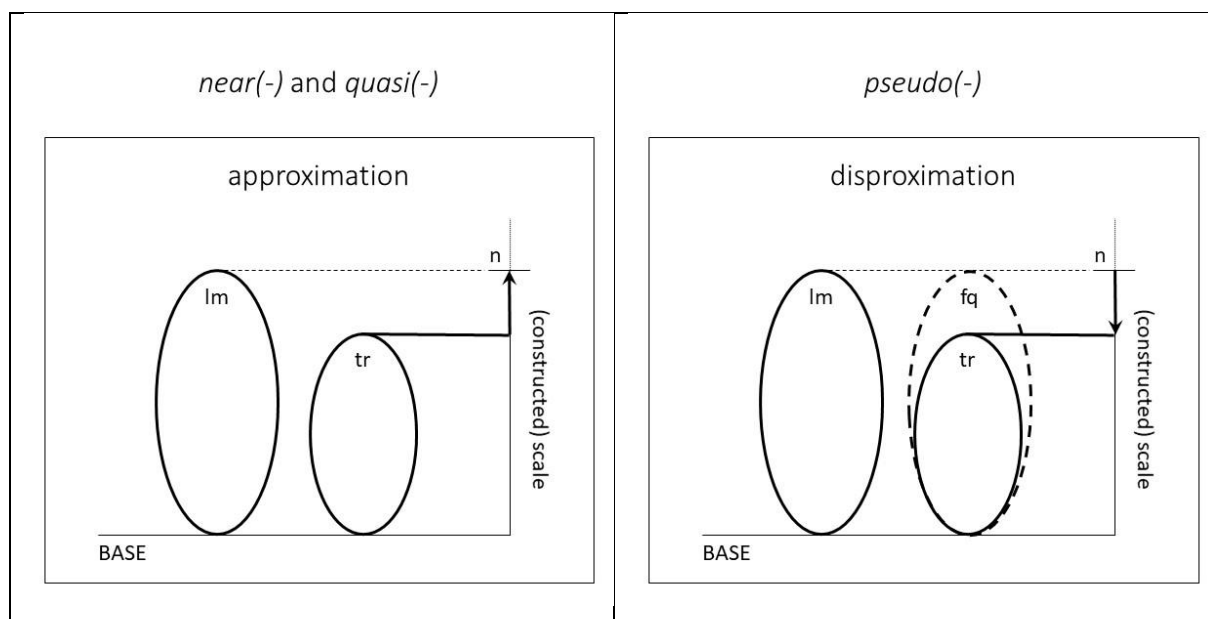 near(-) and quasi(-)
approximation
n
lm
tr
(constructed) scale
BASE
pseudo(-)
disproximation
n
lm
fq
tr
(constructed) scale
BASE